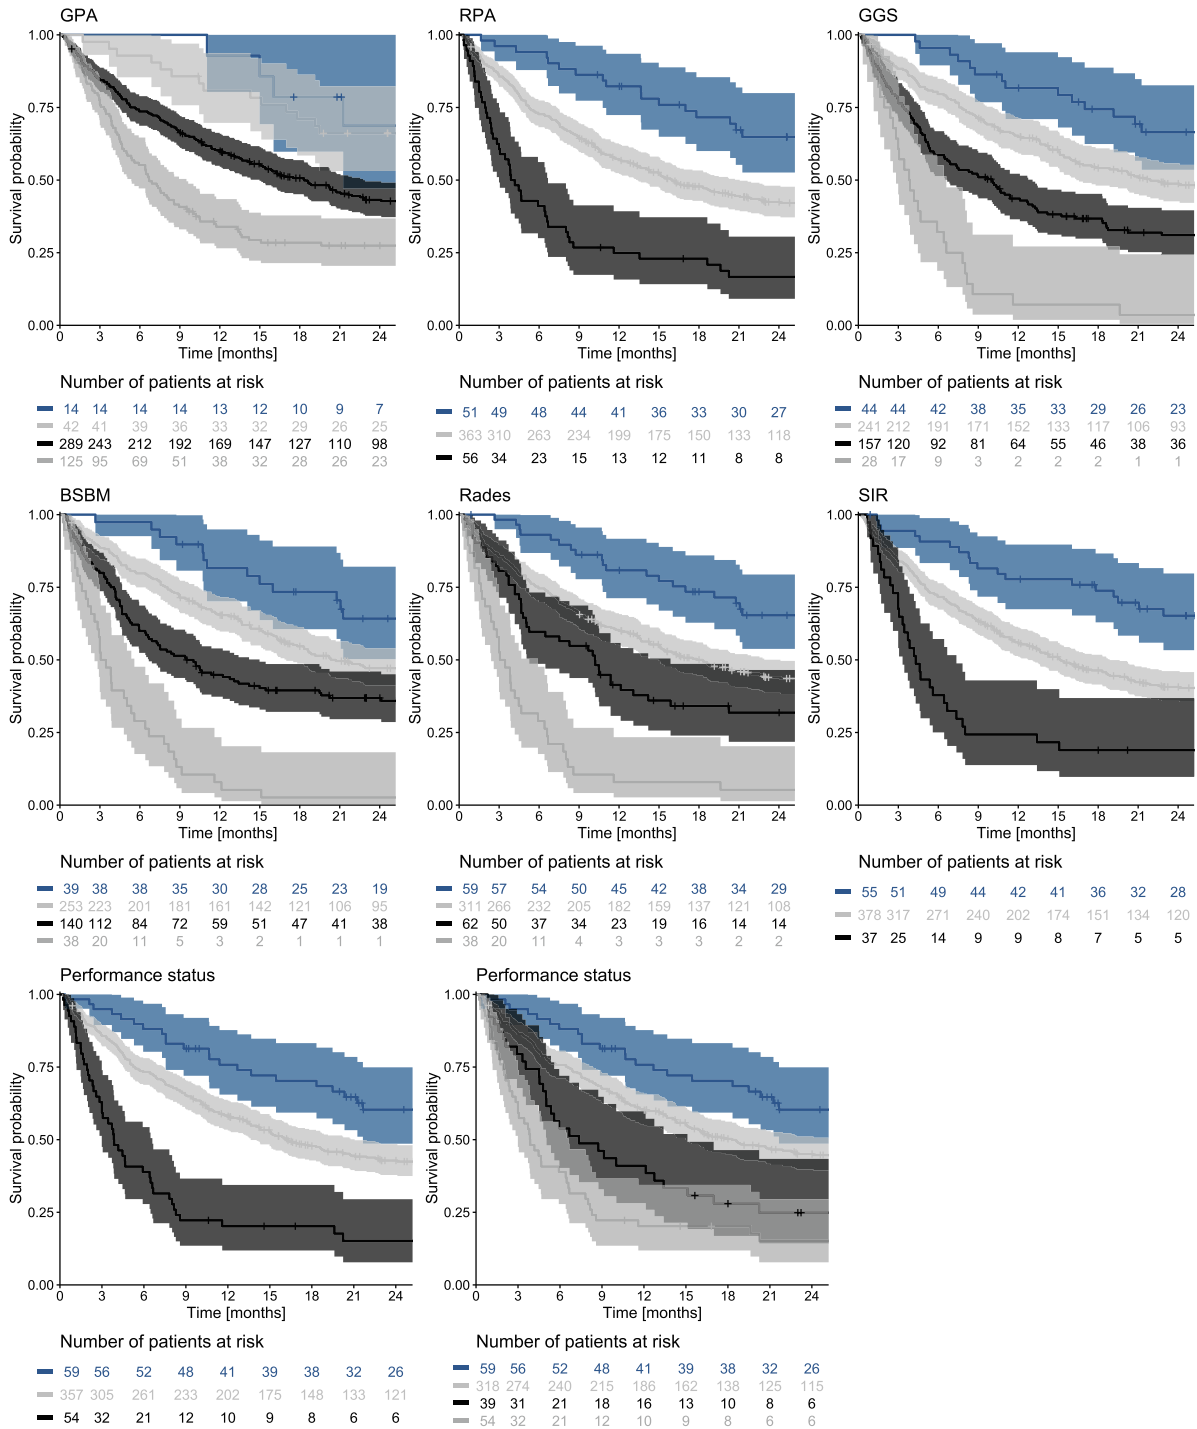 GPA
RPA
GGS
1.00
0.75
0.50
0.25
0.00
Survival probability
0 3 6 9 12 15 18 21 24
Time [months]
1.00
0.75
0.50
0.25
0.00
Survival probability
0 3 6 9 12 15 18 21 24
Time [months]
1.00
0.75
0.50
0.25
0.00
Survival probability
0 3 6 9 12 15 18 21 24
Time [months]
Number of patients at risk
14 14 14 14 13 12 10 9 7
42 41 39 36 33 32 29 26 25
289 243 212 192 169 147 127 110 98
125 95 69 51 38 32 28 26 23
Number of patients at risk
51 49 48 44 41 36 33 30 27
363 310 263 234 199 175 150 133 118
56 34 23 15 13 12 11 8 8
Number of patients at risk
44 44 42 38 35 33 29 26 23
241 212 191 171 152 133 117 106 93
157 120 92 81 64 55 46 38 36
28 17 9 3 2 2 2 1 1
BSBM
Rades
SIR
1.00
0.75
0.50
0.25
0.00
Survival probability
0 3 6 9 12 15 18 21 24
Time [months]
1.00
0.75
0.50
0.25
0.00
Survival probability
0 3 6 9 12 15 18 21 24
Time [months]
1.00
0.75
0.50
0.25
0.00
Survival probability
0 3 6 9 12 15 18 21 24
Time [months]
Number of patients at risk
39 38 38 35 30 28 25 23 19
253 223 201 181 161 142 121 106 95
140 112 84 72 59 51 47 41 38
38 20 11 5 3 2 1 1 1
Number of patients at risk
59 57 54 50 45 42 38 34 29
311 266 232 205 182 159 137 121 108
62 50 37 34 23 19 16 14 14
38 20 11 4 3 3 3 2 2
Number of patients at risk
55 51 49 44 42 41 36 32 28
378 317 271 240 202 174 151 134 120
37 25 14 9 9 8 7 5 5
Performance status
Performance status
1.00
0.75
0.50
0.25
0.00
Survival probability
0 3 6 9 12 15 18 21 24
Time [months]
1.00
0.75
0.50
0.25
0.00
Survival probability
0 3 6 9 12 15 18 21 24
Time [months]
Number of patients at risk
59 56 52 48 41 39 38 32 26
357 305 261 233 202 175 148 133 121
54 32 21 12 10 9 8 6 6
Number of patients at risk
59 56 52 48 41 39 38 32 26
318 274 240 215 186 162 138 125 115
39 31 21 18 16 13 10 8 6
54 32 21 12 10 9 8 6 6